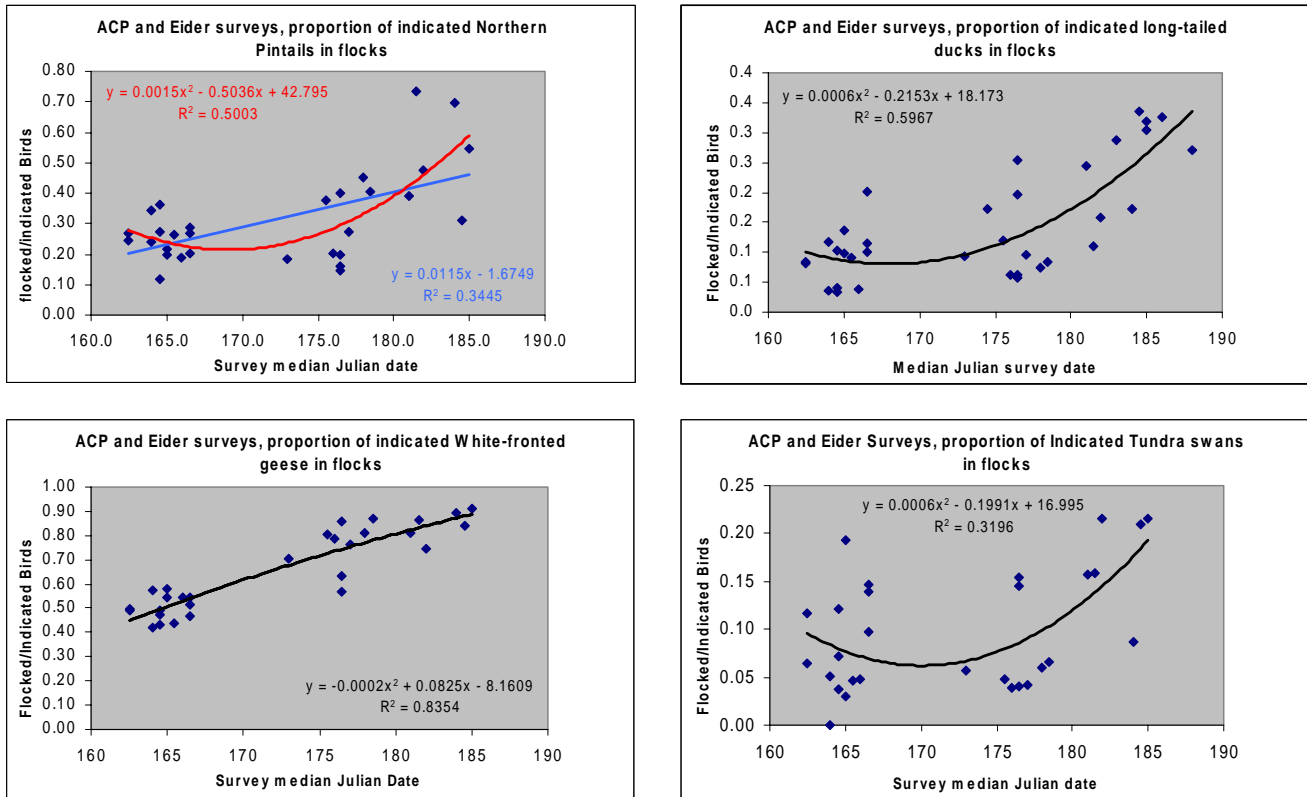 ACP and Eider surveys, proportion of indicated Northern
Pintails in flocks
flocked/indicated Birds
0.80
0.70
0.60
0.50
0.40
0.30
0.20
0.10
0.00
y = 0.0015x² - 0.5036x + 42.795
R² = 0.5003
y = 0.0115x - 1.6749
R² = 0.3445
160.0 165.0 170.0 175.0 180.0 185.0 190.0
Survey median Julian date
ACP and Eider surveys, proportion of indicated long-tailed
ducks in flocks
Flocked/Indicated Birds
0.4
0.4
0.3
0.3
0.2
0.2
0.1
0.1
0.0
y = 0.0006x² - 0.2153x + 18.173
R² = 0.5967
160 165 170 175 180 185 190
Median Julian survey date
ACP and Eider surveys, proportion of indicated White-fronted
geese in flocks
Flocked/Indicated Birds
1.00
0.90
0.80
0.70
0.60
0.50
0.40
0.30
0.20
0.10
0.00
y = -0.0002x² + 0.0825x - 8.1609
R² = 0.8354
160 165 170 175 180 185 190
Survey median Julian Date
ACP and Eider Surveys, proportion of Indicated Tundra swans
in flocks
Flocked/Indicated Birds
0.25
0.20
0.15
0.10
0.05
0.00
y = 0.0006x² - 0.1991x + 16.995
R² = 0.3196
160 165 170 175 180 185 190
Survey median Julian date